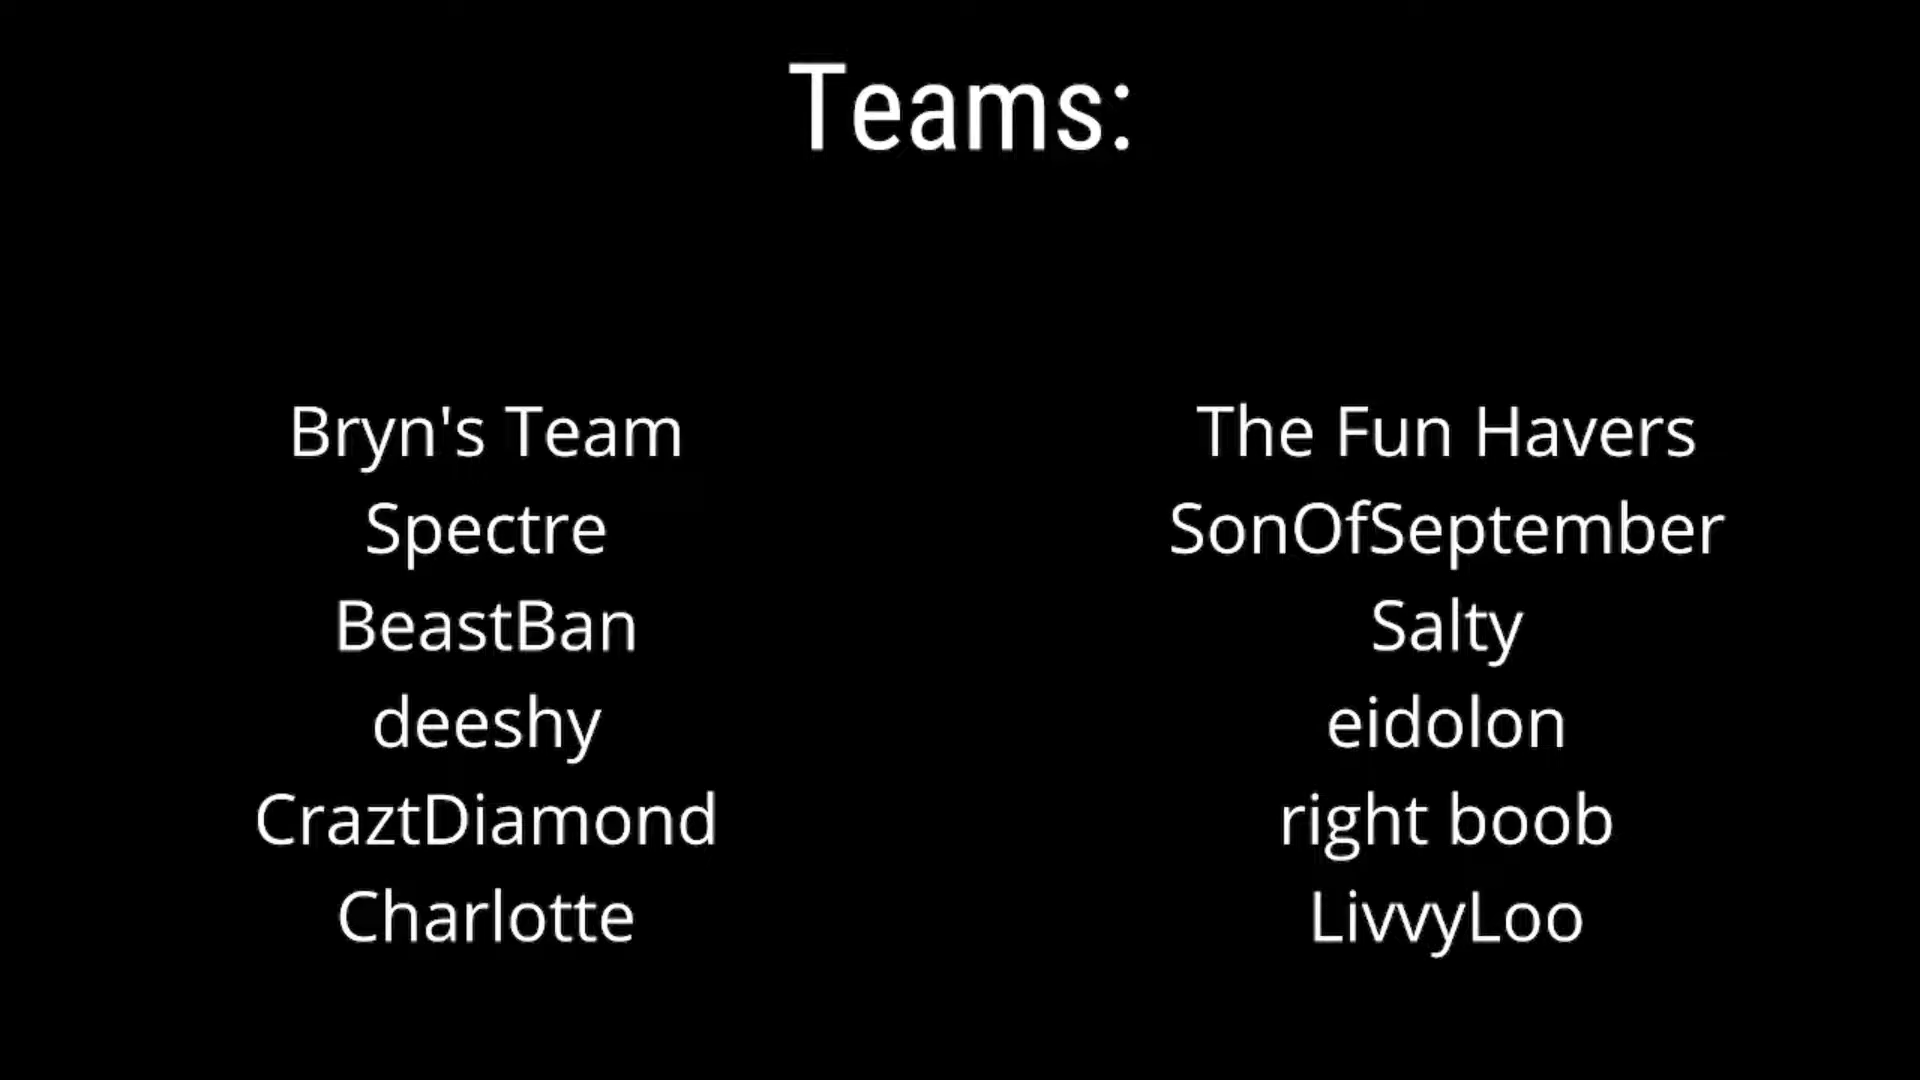 Teams:
Bryn's Team
Spectre
BeastBan
deeshy
CraztDiamond
Charlotte
The Fun Havers
SonOfSeptember
Salty
eidolon
right boob
LivvyLoo